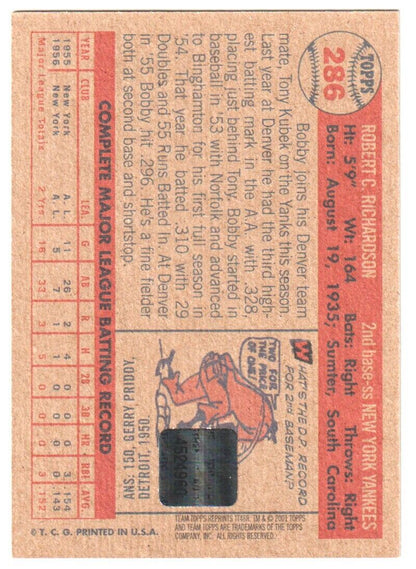 TOPPS
286
ROBERT C. RICHARDSON 2nd base-ss NEW YORK YANKEES
Ht: 5'9" Wt: 164 Bats: Right Throws: Right
Born: August 19, 1935; Sumter, South Carolina
Bobby joins his Denver team
mate, Tony Kubek on the Yanks this season.
Last year at Denver he had the third high-
est batting mark in the A.A. with .328,
placing just behind Tony. Bobby started in
baseball in '53 with Norfolk and advanced
to Binghamton for his first full season in
'54. That year he batted .310 with 29
Doubles and 56 Runs Batted In. At Denver
in '55 Bobby hit .296. He's a fine fielder
both at second base and shortstop.
WHAT'S THE D.P. RECORD
FOR 2nd BASEMAN?
TWO FOR
THE PRICE
OF ONE
ANS: 150. GERRY PRIDDY,
DETROIT, 1950
TEAM TOPPS REPRINTS TT46R. TM & © 2001 TOPPS
AND TEAM TOPPS ARE TRADEMARKS OF THE TOPPS
COMPANY, INC. ALL RIGHTS RESERVED.
COMPLETE MAJOR LEAGUE BATTING RECORD
YEAR CLUB LEA. G AB R H 2B 3B HR RBI AVG.
1955 New York A.L. 11 26 2 4 0 0 0 3 .154
1956 New York A.L. 5 7 1 1 0 0 0 0 .143
Major League Totals 2 Yrs. 16 33 3 5 0 0 0 3 .152
© T. C. G. PRINTED IN U.S.A.